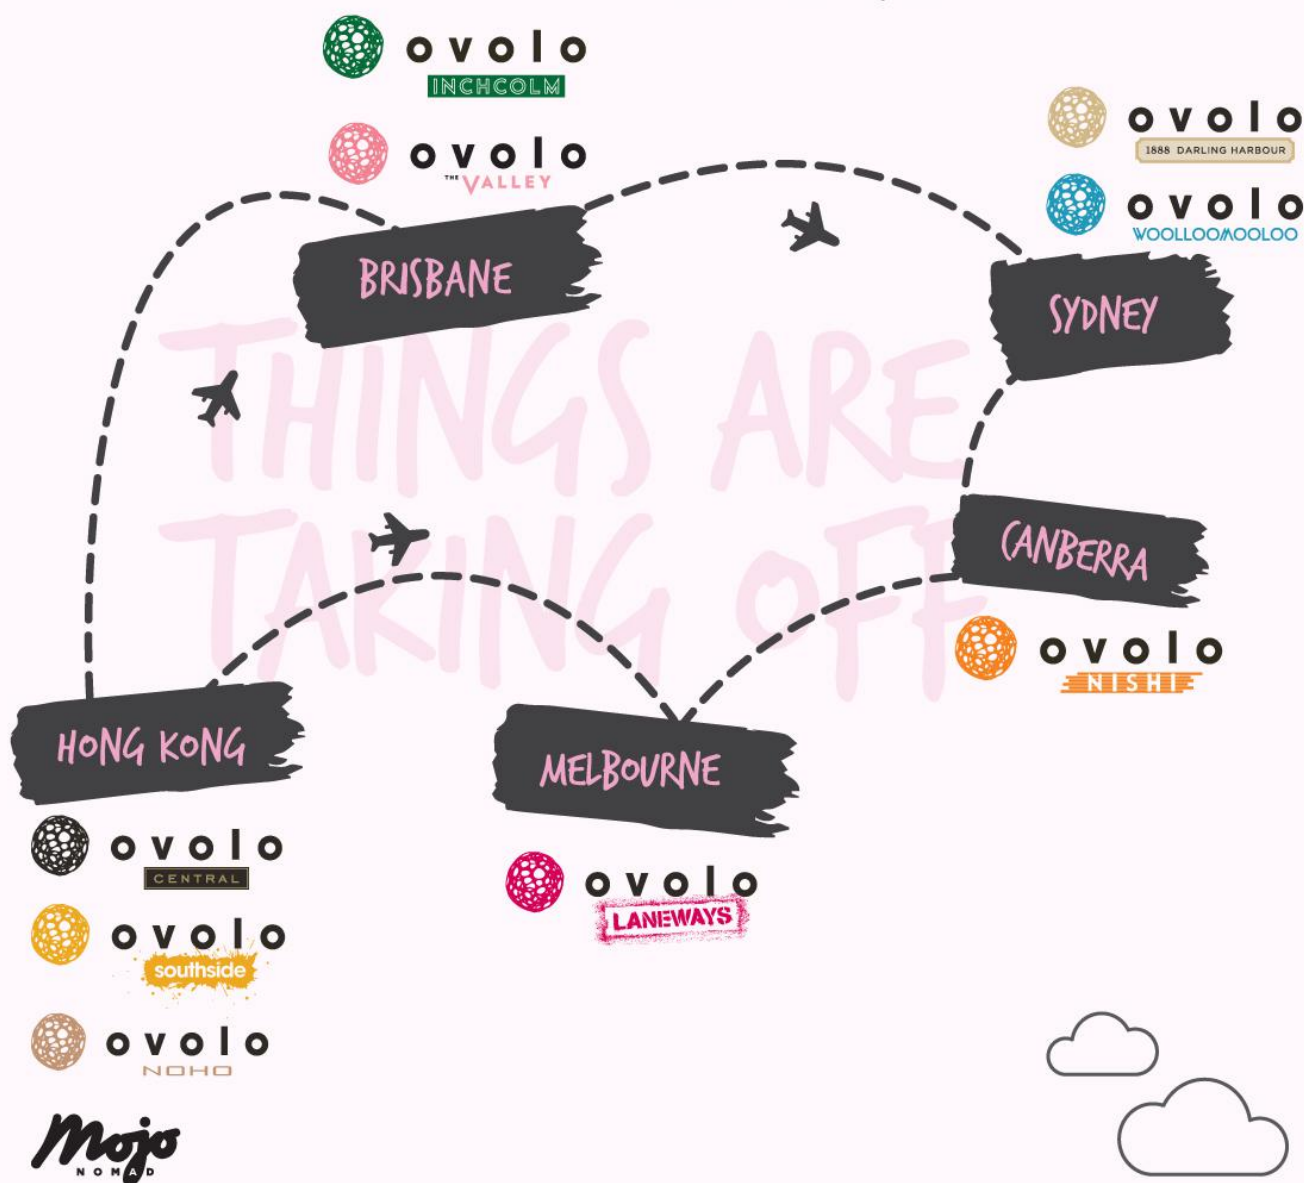 ovolo
INCHCOLM
ovolo
THE VALLEY
BRISBANE
ovolo
1888 DARLING HARBOUR
ovolo
WOOLLOOMOOLOO
SYDNEY
THINGS ARE
TAKING OFF
CANBERRA
ovolo
NISHI
HONG KONG
ovolo
CENTRAL
ovolo
southside
ovolo
NOHO
Mojo
NOMAD
MELBOURNE
ovolo
LANEWAYS